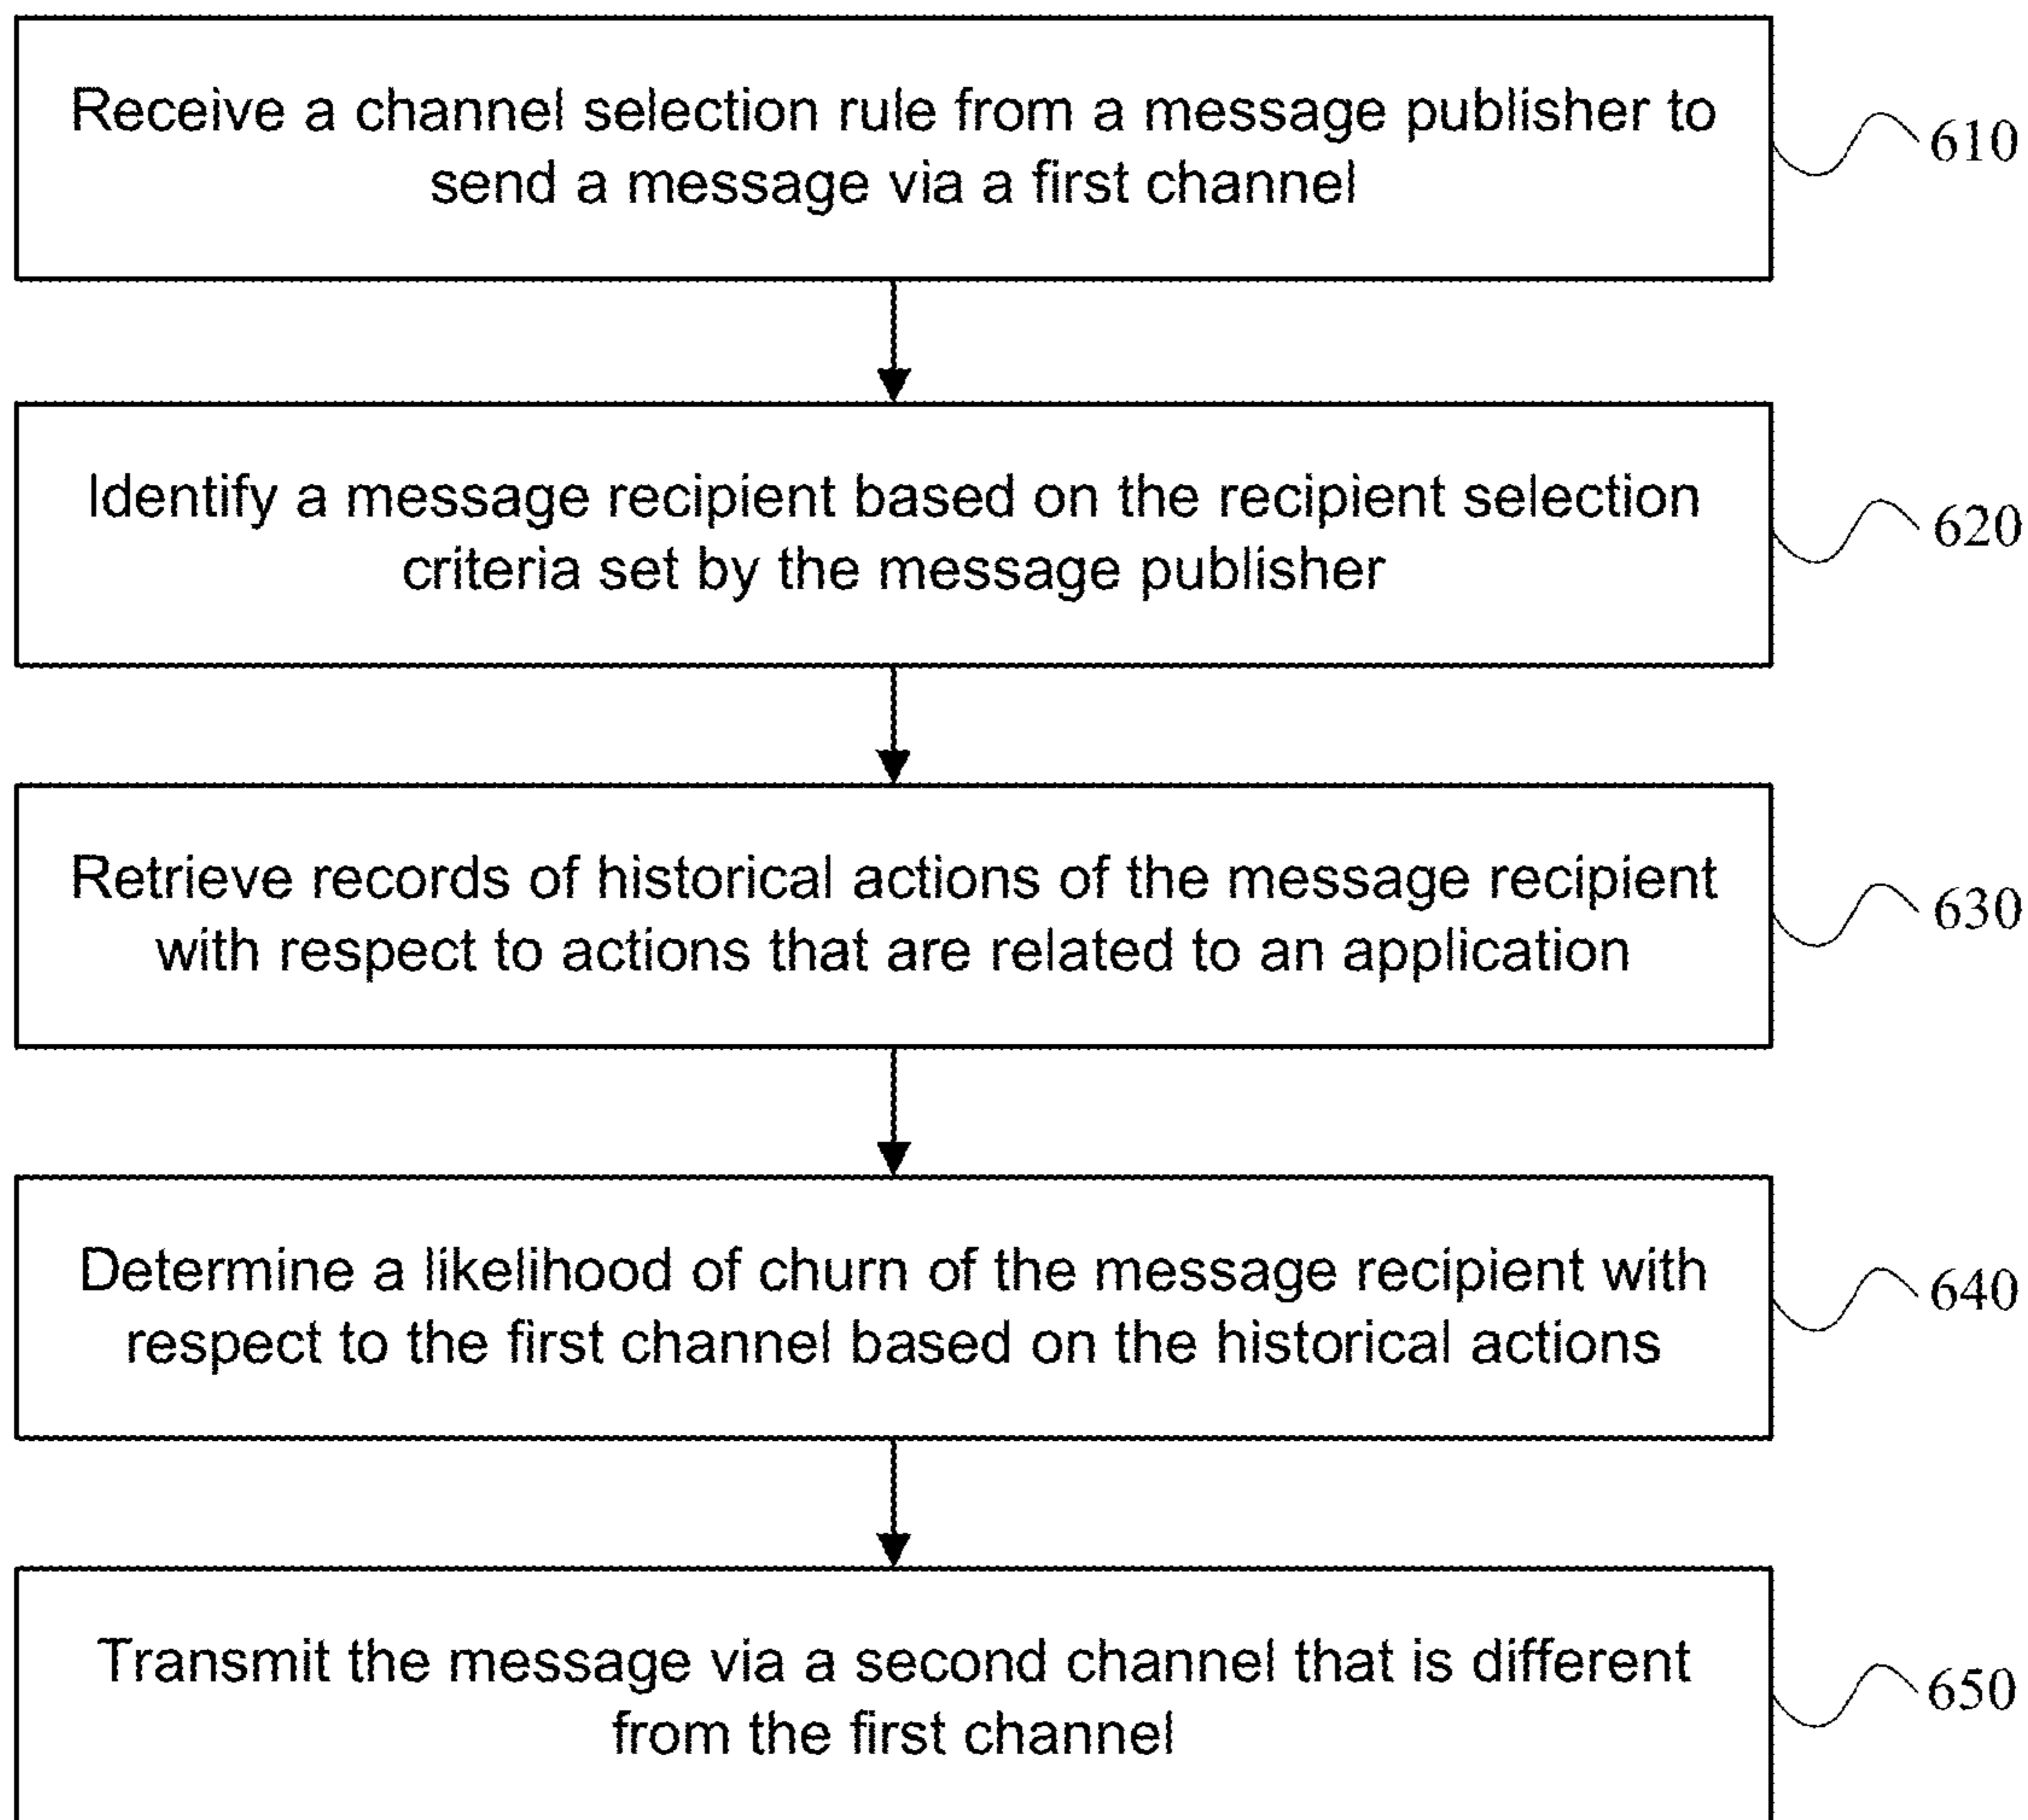 Receive a channel selection rule from a message publisher to
send a message via a first channel
610
Identify a message recipient based on the recipient selection
criteria set by the message publisher
620
Retrieve records of historical actions of the message recipient
with respect to actions that are related to an application
630
Determine a likelihood of churn of the message recipient with
respect to the first channel based on the historical actions
640
Transmit the message via a second channel that is different
from the first channel
650